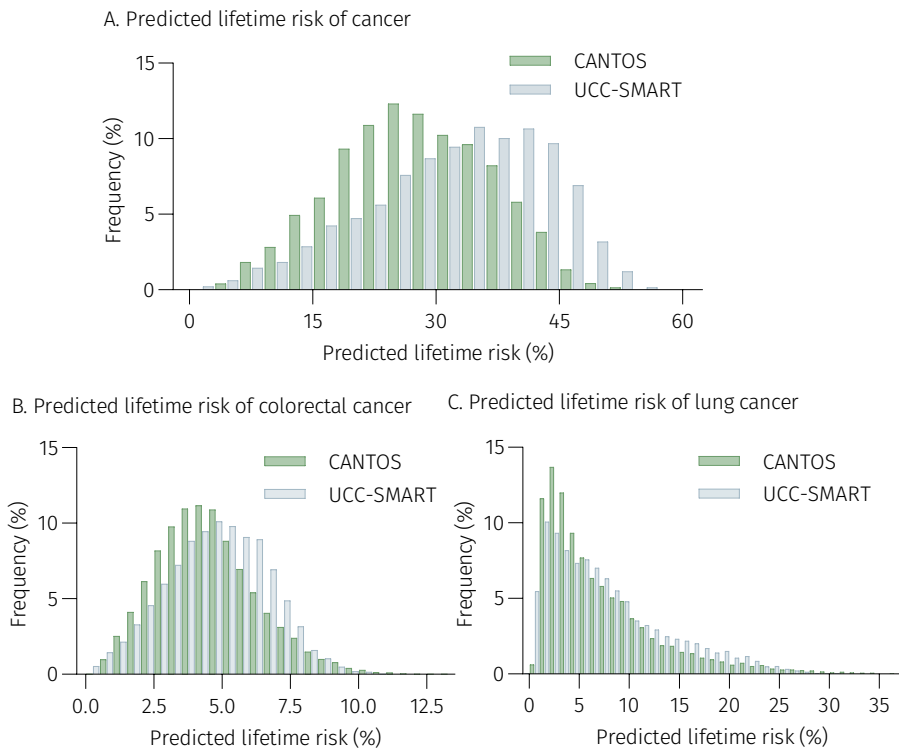 A. Predicted lifetime risk of cancer
CANTOS
UCC-SMART
Frequency (%)
15
10
5
0
0 15 30 45 60
Predicted lifetime risk (%)
B. Predicted lifetime risk of colorectal cancer
CANTOS
UCC-SMART
Frequency (%)
15
10
5
0
0.0 2.5 5.0 7.5 10.0 12.5
Predicted lifetime risk (%)
C. Predicted lifetime risk of lung cancer
CANTOS
UCC-SMART
Frequency (%)
15
10
5
0
0 5 10 15 20 25 30 35
Predicted lifetime risk (%)